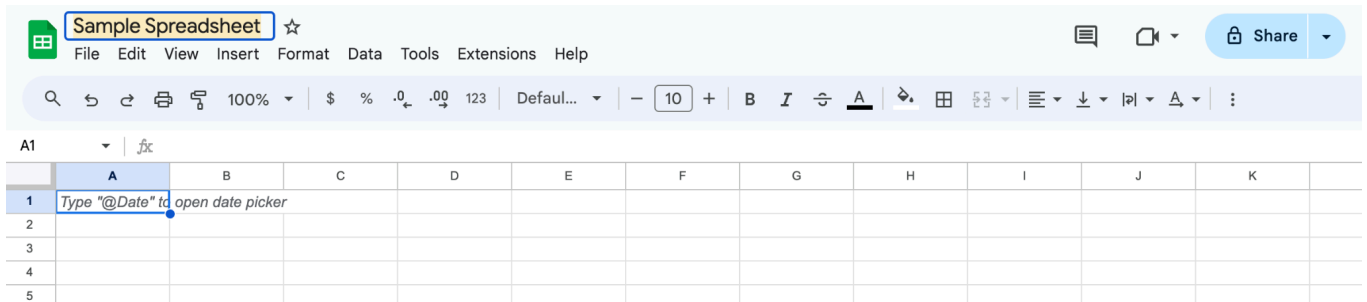 Sample Spreadsheet
File Edit View Insert Format Data Tools Extensions Help
Share
100% $ % .0 .00 123 Defaul... − 10 + B I S A A
A1 fx
A B C D E F G H I J K
1 Type "@Date" to open date picker
2
3
4
5